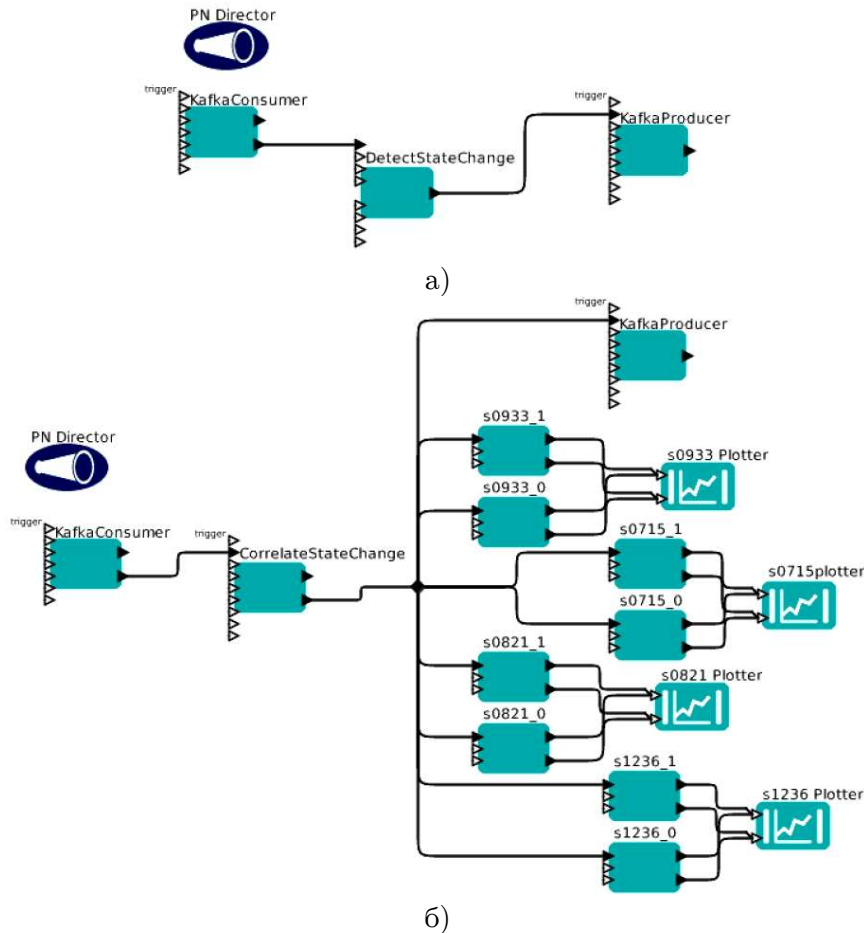 PN Director
trigger
KafkaConsumer
DetectStateChange
trigger
KafkaProducer
а)
trigger
KafkaProducer
PN Director
trigger
KafkaConsumer
trigger
CorrelateStateChange
s0933_1
s0933_0
s0933 Plotter
s0715_1
s0715_0
s0715plotter
s0821_1
s0821_0
s0821 Plotter
s1236_1
s1236_0
s1236 Plotter
б)